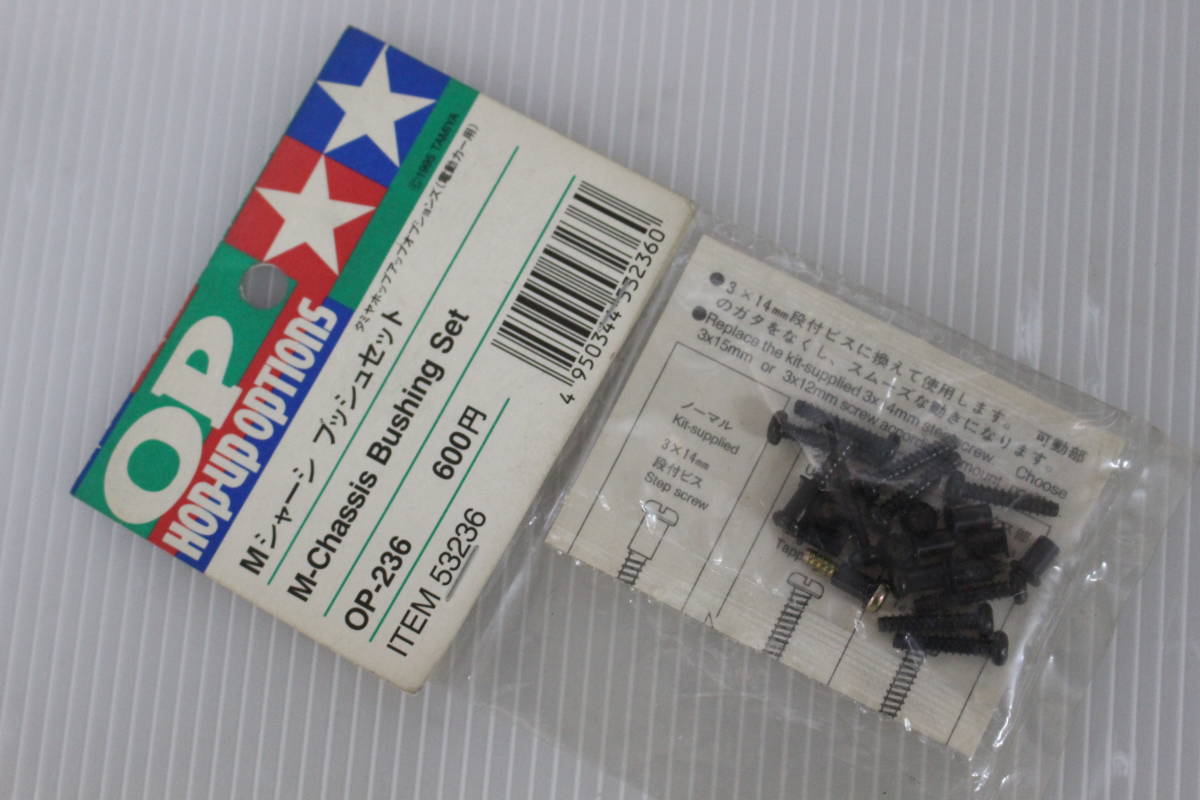 OP
HOP-UP OPTIONS
©1995 TAMIYA
タミヤホップアップオプションズ(電動カー用)
Mシャーシ ブッシュセット
M-Chassis Bushing Set
OP-236 600円
ITEM 53236
4 950344 532360
●3×14㎜段付ビスに換えて使用します。可動部
のガタをなくし、スムーズな動きになります。
●Replace the kit-supplied 3x14mm step screw. Choose
3x15mm or 3x12mm screw
ノーマル
Kit-supplied
3×14㎜
段付ビス
Step screw
Tapp